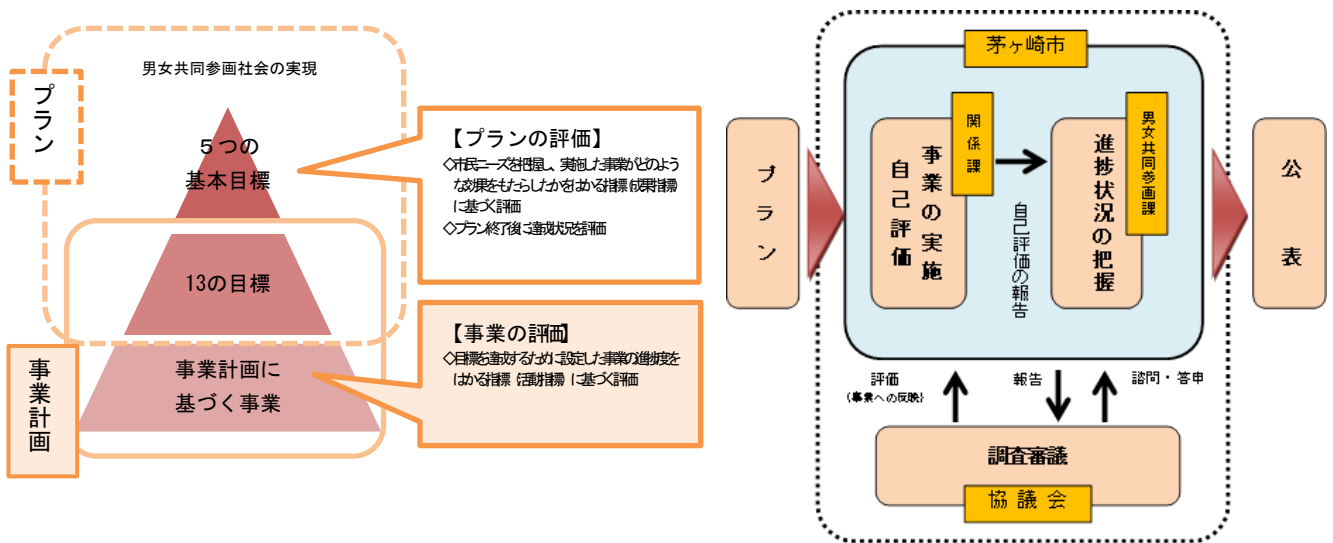 プラン
男女共同参画社会の実現
５つの
基本目標
13の目標
事業計画に
基づく事業
事業計画
【プランの評価】
◇市民ニーズを把握し、実施した事業がどのよう
な効果をもたらしたかをはかる指標(成果指標)
に基づく評価
◇プラン終了後に達成状況を評価
【事業の評価】
◇目標を達成するために設定した事業の進捗度を
はかる指標（活動指標）に基づく評価
プラン
茅ヶ崎市
関係課
事業の実施
自己評価
自己評価の報告
男女共同参画課
進捗状況の把握
公表
評価
(事業への反映)
報告
諮問・答申
調査審議
協議会